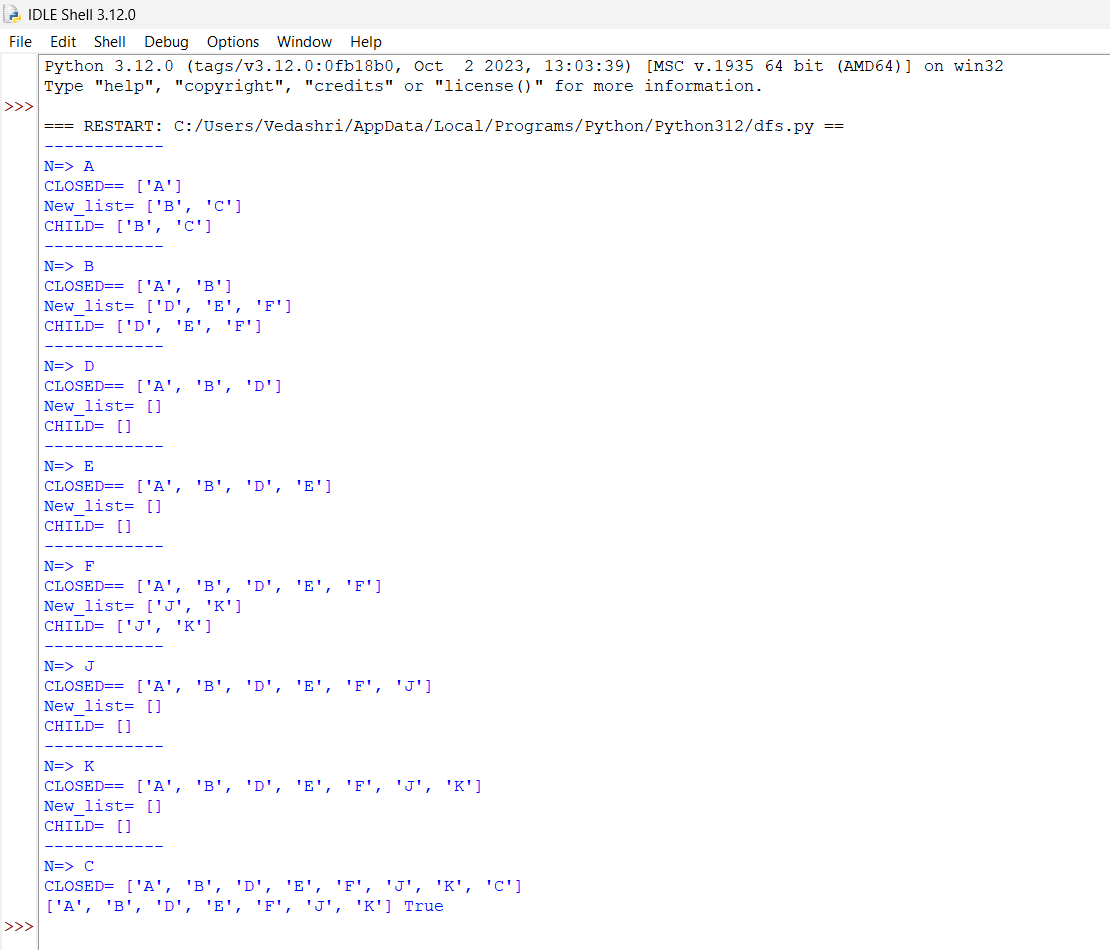 IDLE Shell 3.12.0
File Edit Shell Debug Options Window Help
Python 3.12.0 (tags/v3.12.0:0fb18b0, Oct  2 2023, 13:03:39) [MSC v.1935 64 bit (AMD64)] on win32
Type "help", "copyright", "credits" or "license()" for more information.
>>>
=== RESTART: C:/Users/Vedashri/AppData/Local/Programs/Python/Python312/dfs.py ==
------------
N=> A
CLOSED== ['A']
New_list= ['B', 'C']
CHILD= ['B', 'C']
------------
N=> B
CLOSED== ['A', 'B']
New_list= ['D', 'E', 'F']
CHILD= ['D', 'E', 'F']
------------
N=> D
CLOSED== ['A', 'B', 'D']
New_list= []
CHILD= []
------------
N=> E
CLOSED== ['A', 'B', 'D', 'E']
New_list= []
CHILD= []
------------
N=> F
CLOSED== ['A', 'B', 'D', 'E', 'F']
New_list= ['J', 'K']
CHILD= ['J', 'K']
------------
N=> J
CLOSED== ['A', 'B', 'D', 'E', 'F', 'J']
New_list= []
CHILD= []
------------
N=> K
CLOSED== ['A', 'B', 'D', 'E', 'F', 'J', 'K']
New_list= []
CHILD= []
------------
N=> C
CLOSED= ['A', 'B', 'D', 'E', 'F', 'J', 'K', 'C']
['A', 'B', 'D', 'E', 'F', 'J', 'K'] True
>>>